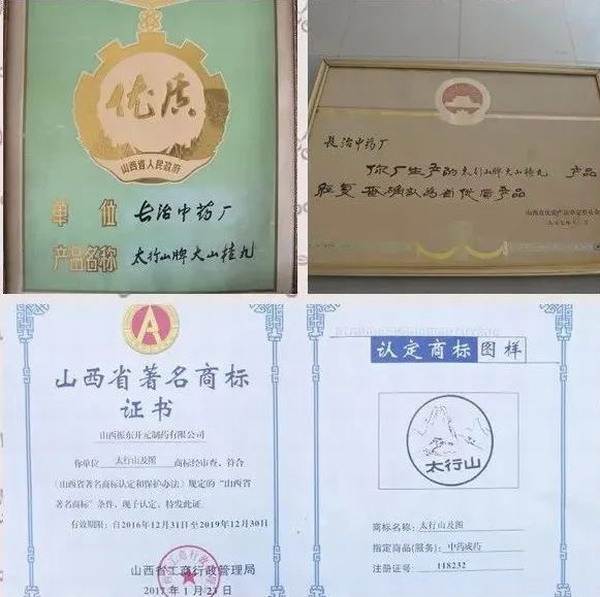 优质
山西省人民政府
单位 长治中药厂
产品名称 太行山牌大山楂丸
长治中药厂
你厂生产的太行山牌大山楂丸 产品
经复查确认为省优质产品
A
山西省著名商标
证书
山西振东开元制药有限公司
你单位 太行山及图 商标经审查,符合
《山西省著名商标认定和保护办法》规定的“山西省
著名商标”条件,现予认定,特发此证。
有效期限:自2016年12月31日至2019年12月30日
山西省工商行政管理局
2017年1月23日
认定商标图样
太行山
商标名称:太行山及图
指定商品(服务):中药成药
注册证号:118232